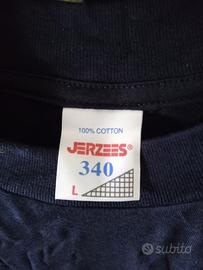 100% COTTON
JERZEES®
340
L
subito